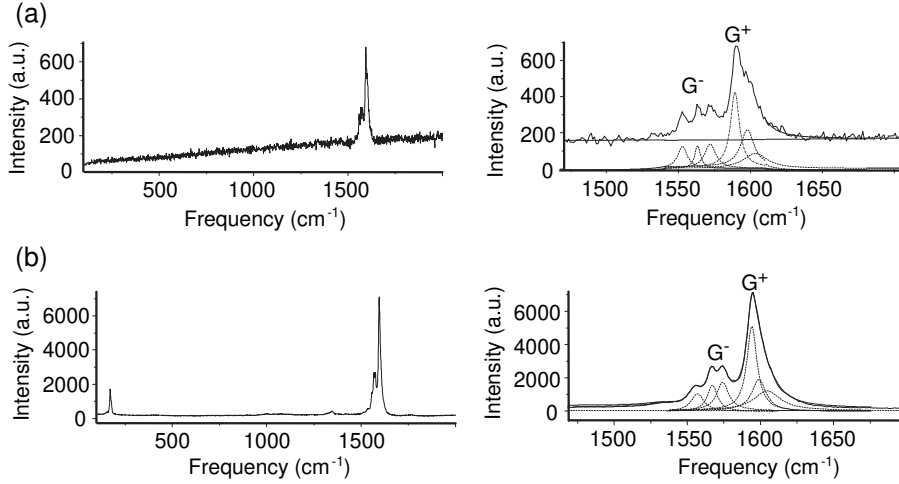 (a)
Intensity (a.u.)
600
400
200
0
500
1000
1500
Frequency (cm⁻¹)
Intensity (a.u.)
600
400
200
0
G⁻
G⁺
1500
1550
1600
1650
Frequency (cm⁻¹)
(b)
Intensity (a.u.)
6000
4000
2000
0
500
1000
1500
Frequency (cm⁻¹)
Intensity (a.u.)
6000
4000
2000
0
G⁻
G⁺
1500
1550
1600
1650
Frequency (cm⁻¹)